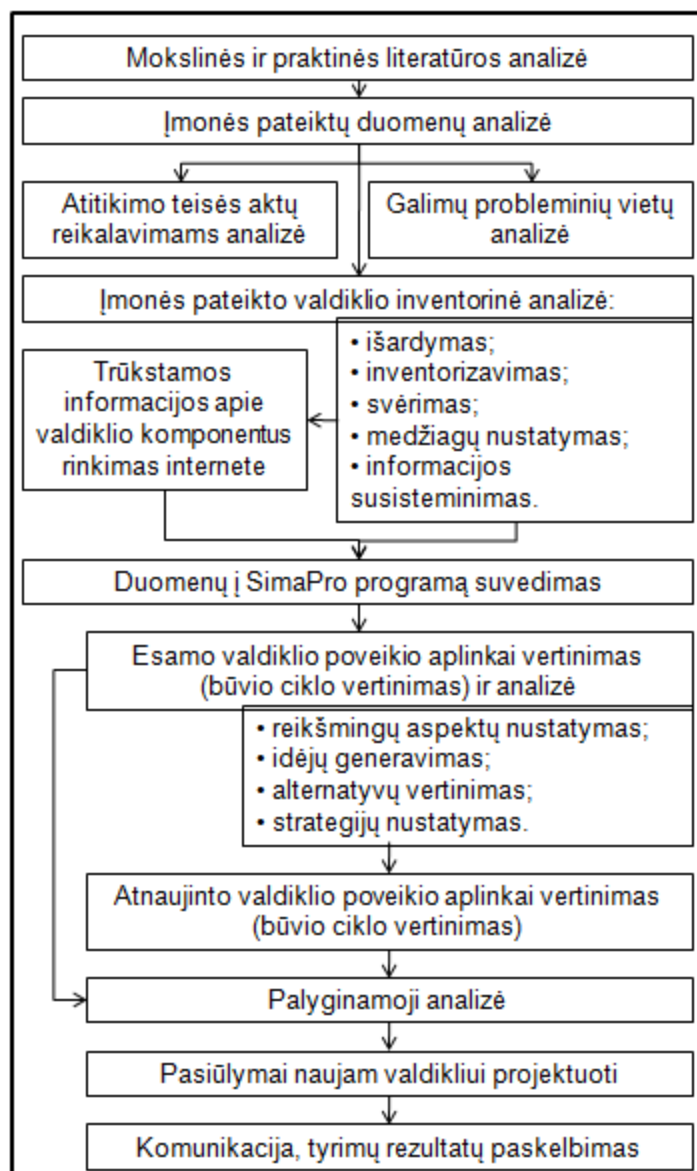 Mokslinės ir praktinės literatūros analizė
Įmonės pateiktų duomenų analizė
Atitikimo teisės aktų
reikalavimams analizė
Galimų probleminių vietų
analizė
Įmonės pateikto valdiklio inventorinė analizė:
• išardymas;
• inventorizavimas;
• svėrimas;
• medžiagų nustatymas;
• informacijos
susisteminimas.
Trūkstamos
informacijos apie
valdiklio komponentus
rinkimas internete
Duomenų į SimaPro programą suvedimas
Esamo valdiklio poveikio aplinkai vertinimas
(būvio ciklo vertinimas) ir analizė
• reikšmingų aspektų nustatymas;
• idėjų generavimas;
• alternatyvų vertinimas;
• strategijų nustatymas.
Atnaujinto valdiklio poveikio aplinkai vertinimas
(būvio ciklo vertinimas)
Palyginamoji analizė
Pasiūlymai naujam valdikliui projektuoti
Komunikacija, tyrimų rezultatų paskelbimas